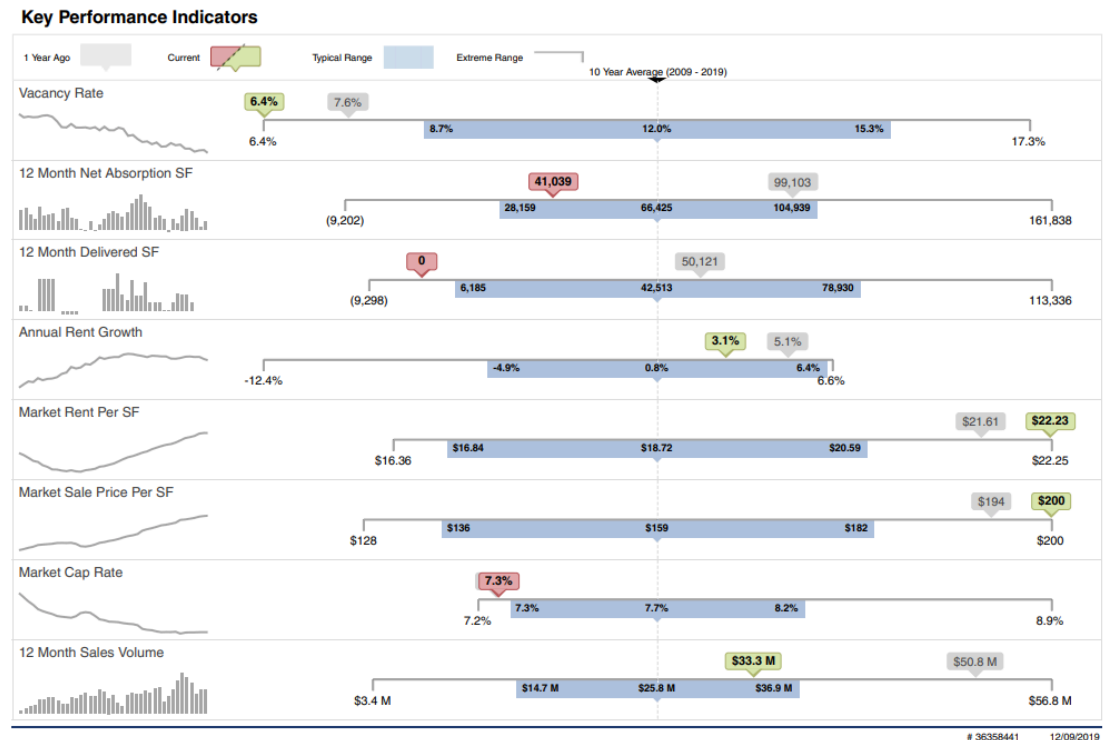 Key Performance Indicators
1 Year Ago
Current
Typical Range
Extreme Range
10 Year Average (2009 - 2019)
Vacancy Rate
6.4%
7.6%
8.7%
12.0%
15.3%
6.4%
17.3%
12 Month Net Absorption SF
41,039
99,103
28,159
66,425
104,939
(9,202)
161,838
12 Month Delivered SF
0
50,121
6,185
42,513
78,930
(9,298)
113,336
Annual Rent Growth
3.1%
5.1%
-4.9%
0.8%
6.4%
-12.4%
6.6%
Market Rent Per SF
$21.61
$22.23
$16.84
$18.72
$20.59
$16.36
$22.25
Market Sale Price Per SF
$194
$200
$136
$159
$182
$128
$200
Market Cap Rate
7.3%
7.3%
7.7%
8.2%
7.2%
8.9%
12 Month Sales Volume
$33.3 M
$50.8 M
$14.7 M
$25.8 M
$36.9 M
$3.4 M
$56.8 M
# 36358441
12/09/2019